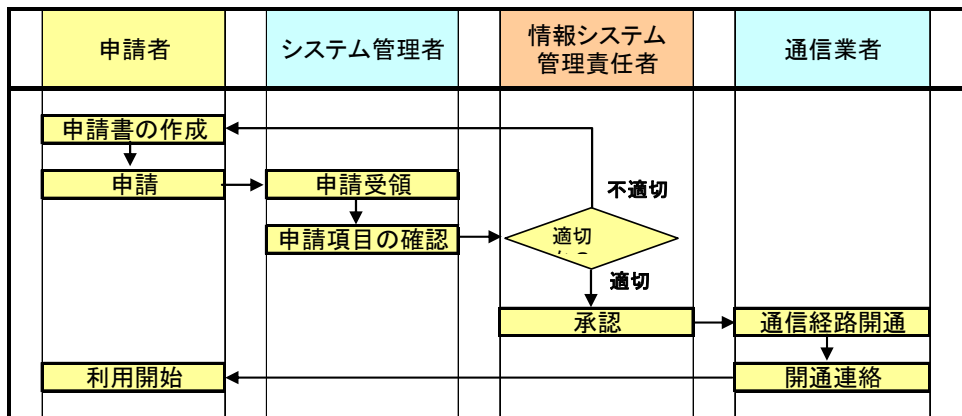 申請者
システム管理者
情報システム
管理責任者
通信業者
申請書の作成
申請
申請受領
不適切
申請項目の確認
適切
適切
承認
通信経路開通
利用開始
開通連絡